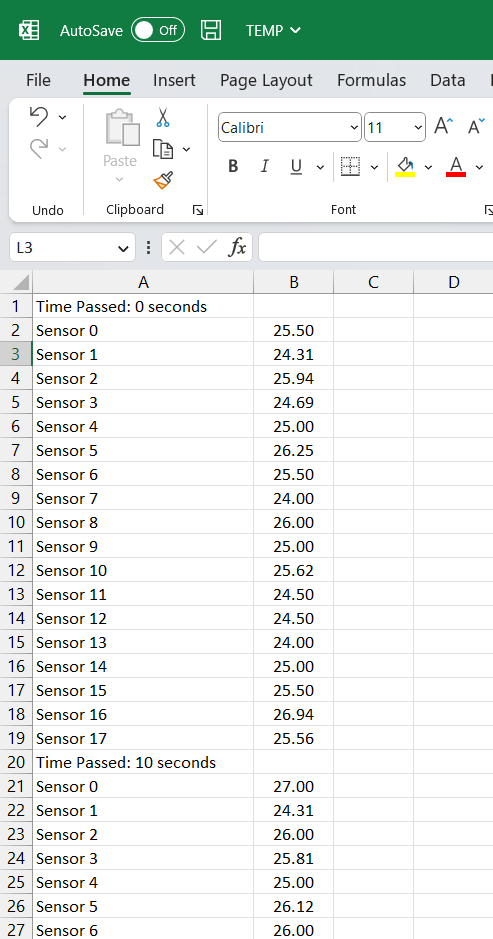 AutoSave Off TEMP
File Home Insert Page Layout Formulas Data
Paste Calibri 11 A A
B I U A
Undo Clipboard Font
L3 fx
A B C D
1 Time Passed: 0 seconds
2 Sensor 0 25.50
3 Sensor 1 24.31
4 Sensor 2 25.94
5 Sensor 3 24.69
6 Sensor 4 25.00
7 Sensor 5 26.25
8 Sensor 6 25.50
9 Sensor 7 24.00
10 Sensor 8 26.00
11 Sensor 9 25.00
12 Sensor 10 25.62
13 Sensor 11 24.50
14 Sensor 12 24.50
15 Sensor 13 24.00
16 Sensor 14 25.00
17 Sensor 15 25.50
18 Sensor 16 26.94
19 Sensor 17 25.56
20 Time Passed: 10 seconds
21 Sensor 0 27.00
22 Sensor 1 24.31
23 Sensor 2 26.00
24 Sensor 3 25.81
25 Sensor 4 25.00
26 Sensor 5 26.12
27 Sensor 6 26.00